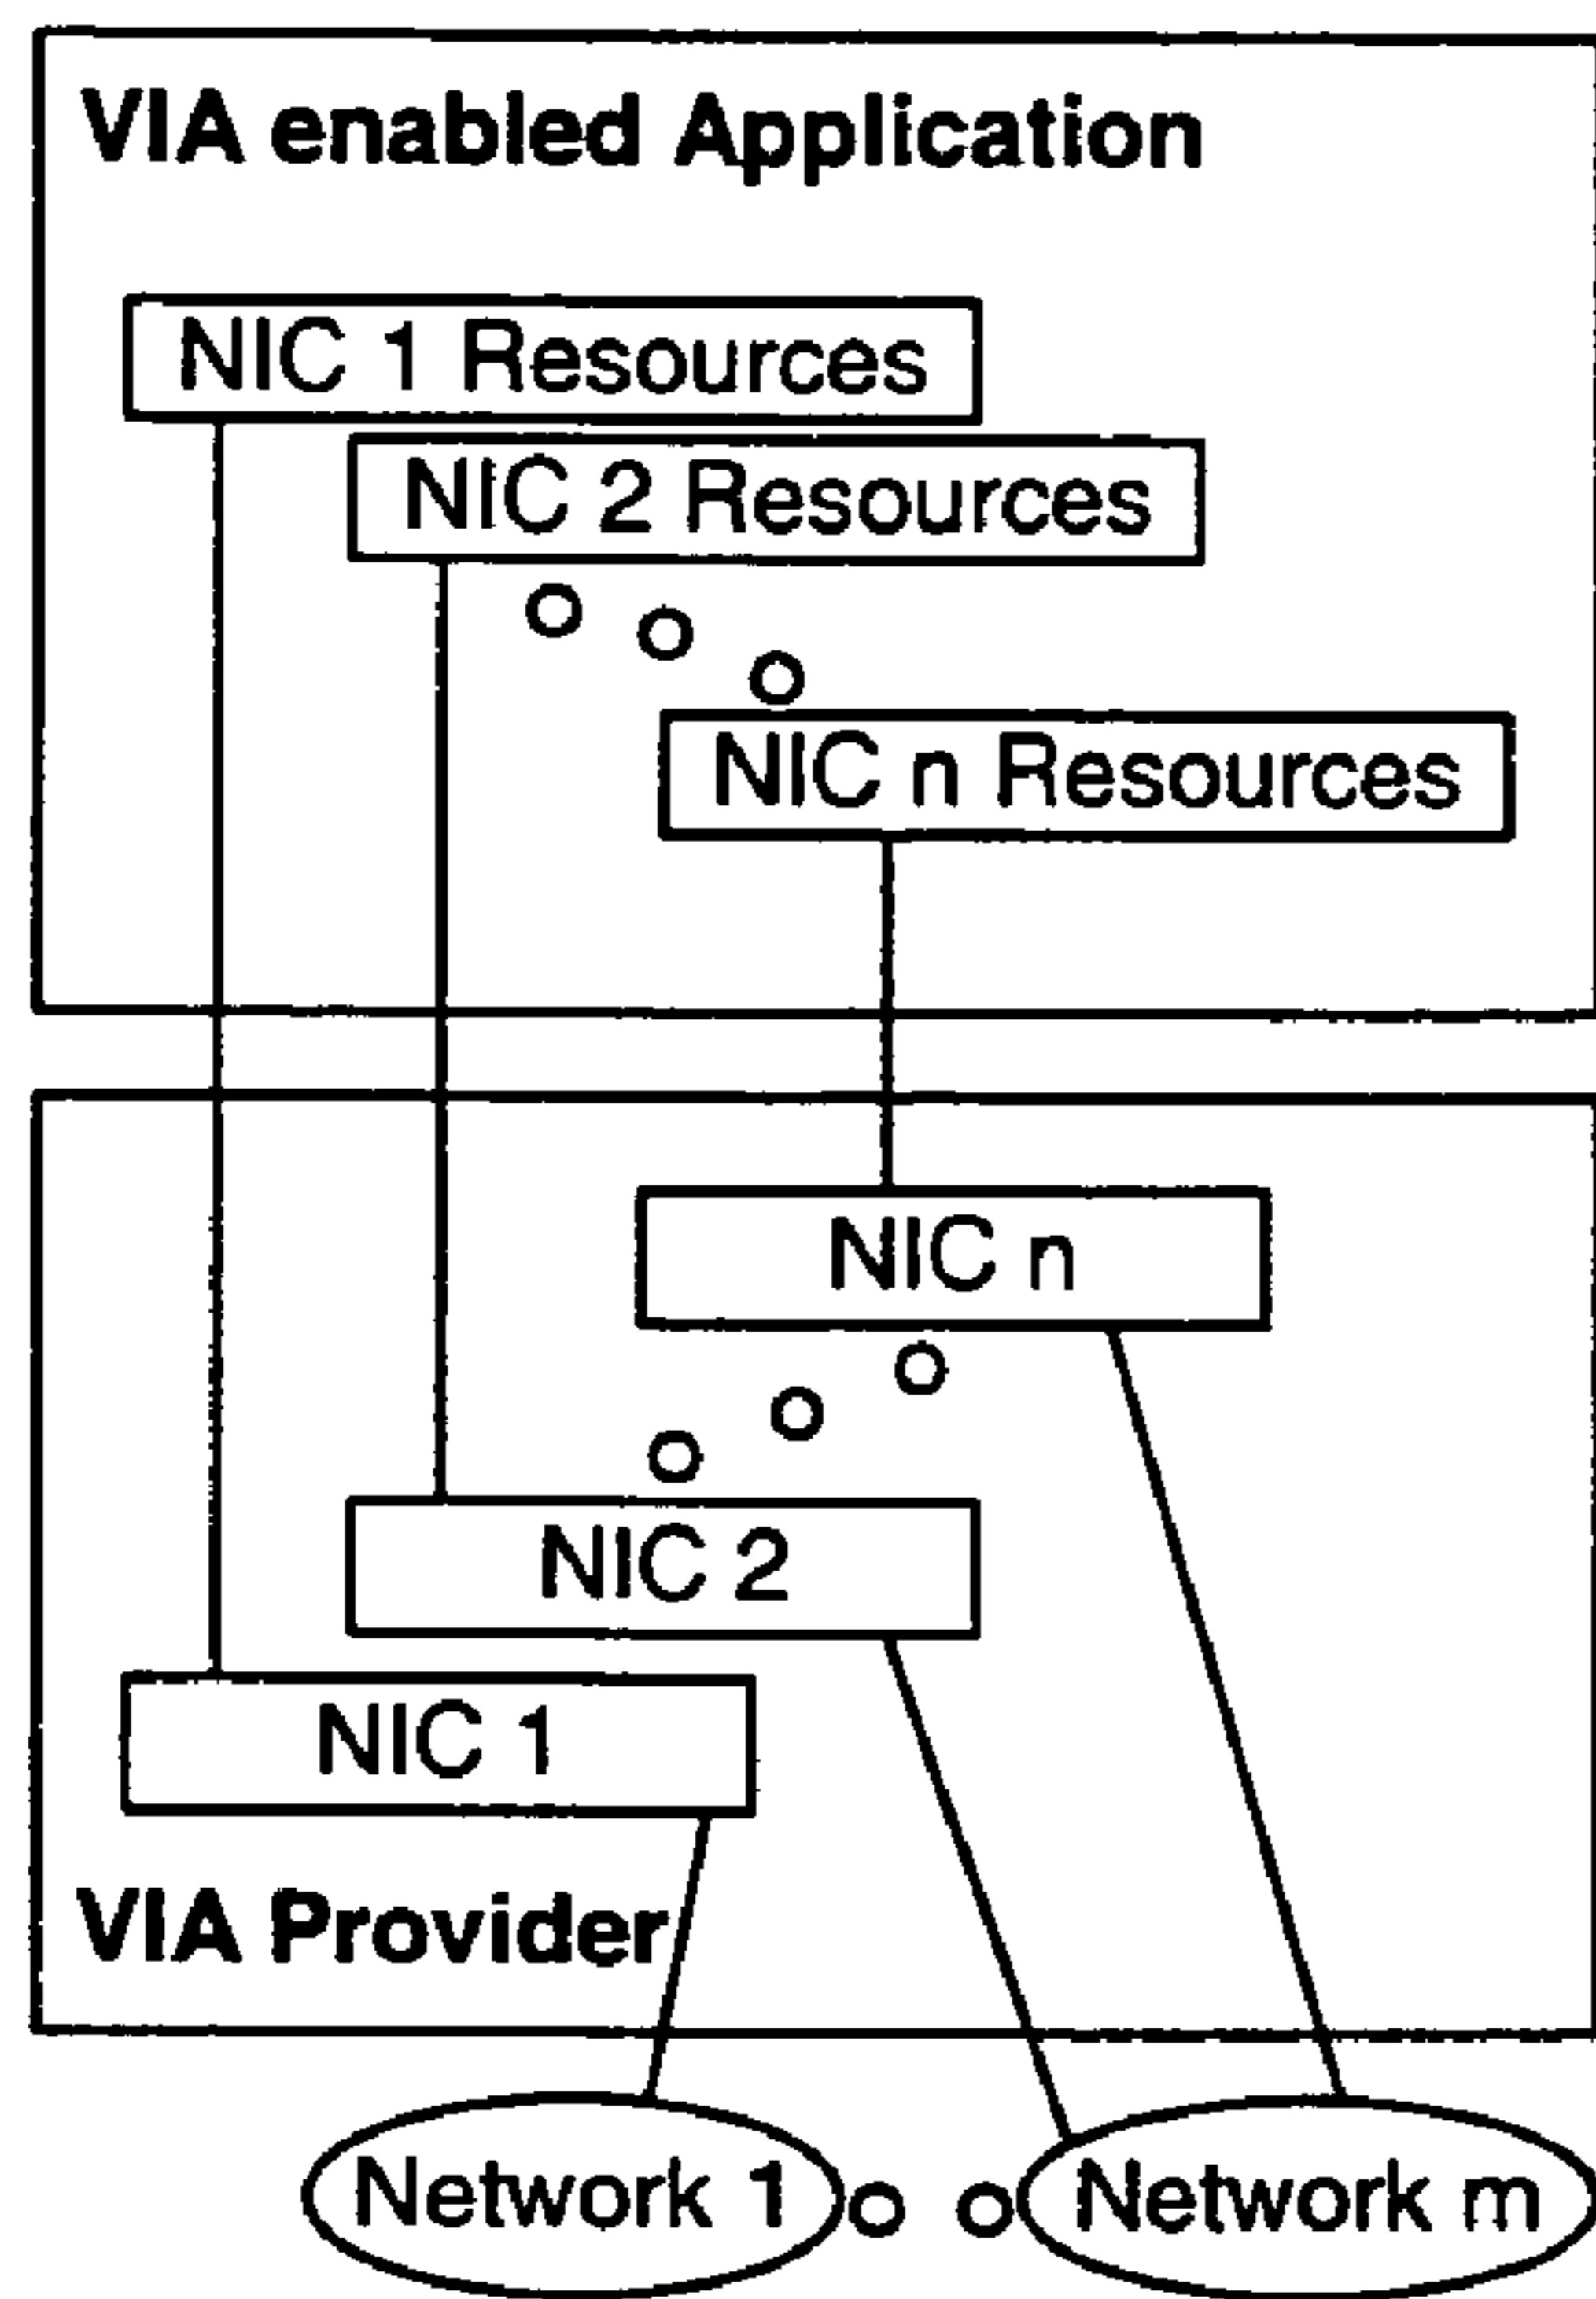 VIA enabled Application
NIC 1 Resources
NIC 2 Resources
NIC n Resources
NIC n
NIC 2
NIC 1
VIA Provider
Network 1
Network m